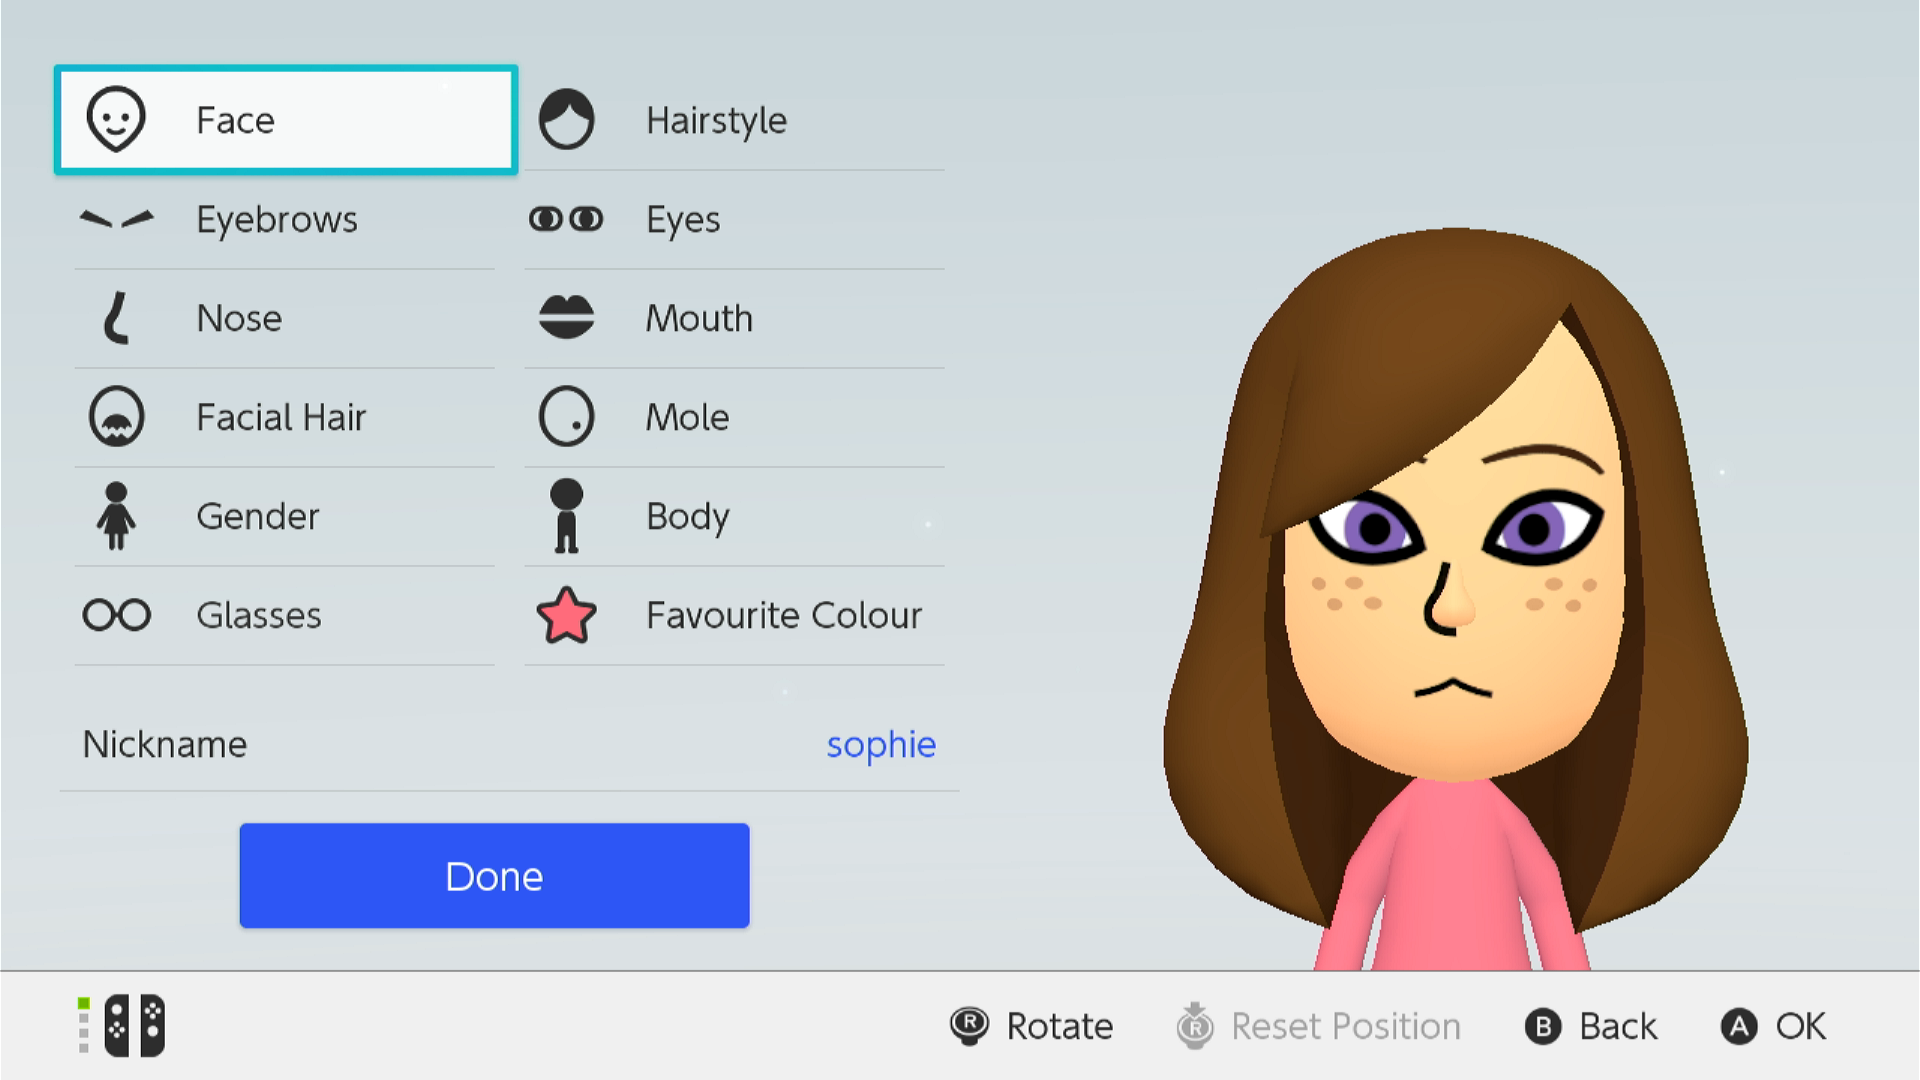 Face
Hairstyle
Eyebrows
Eyes
Nose
Mouth
Facial Hair
Mole
Gender
Body
Glasses
Favourite Colour
Nickname sophie
Done
R Rotate R Reset Position B Back A OK